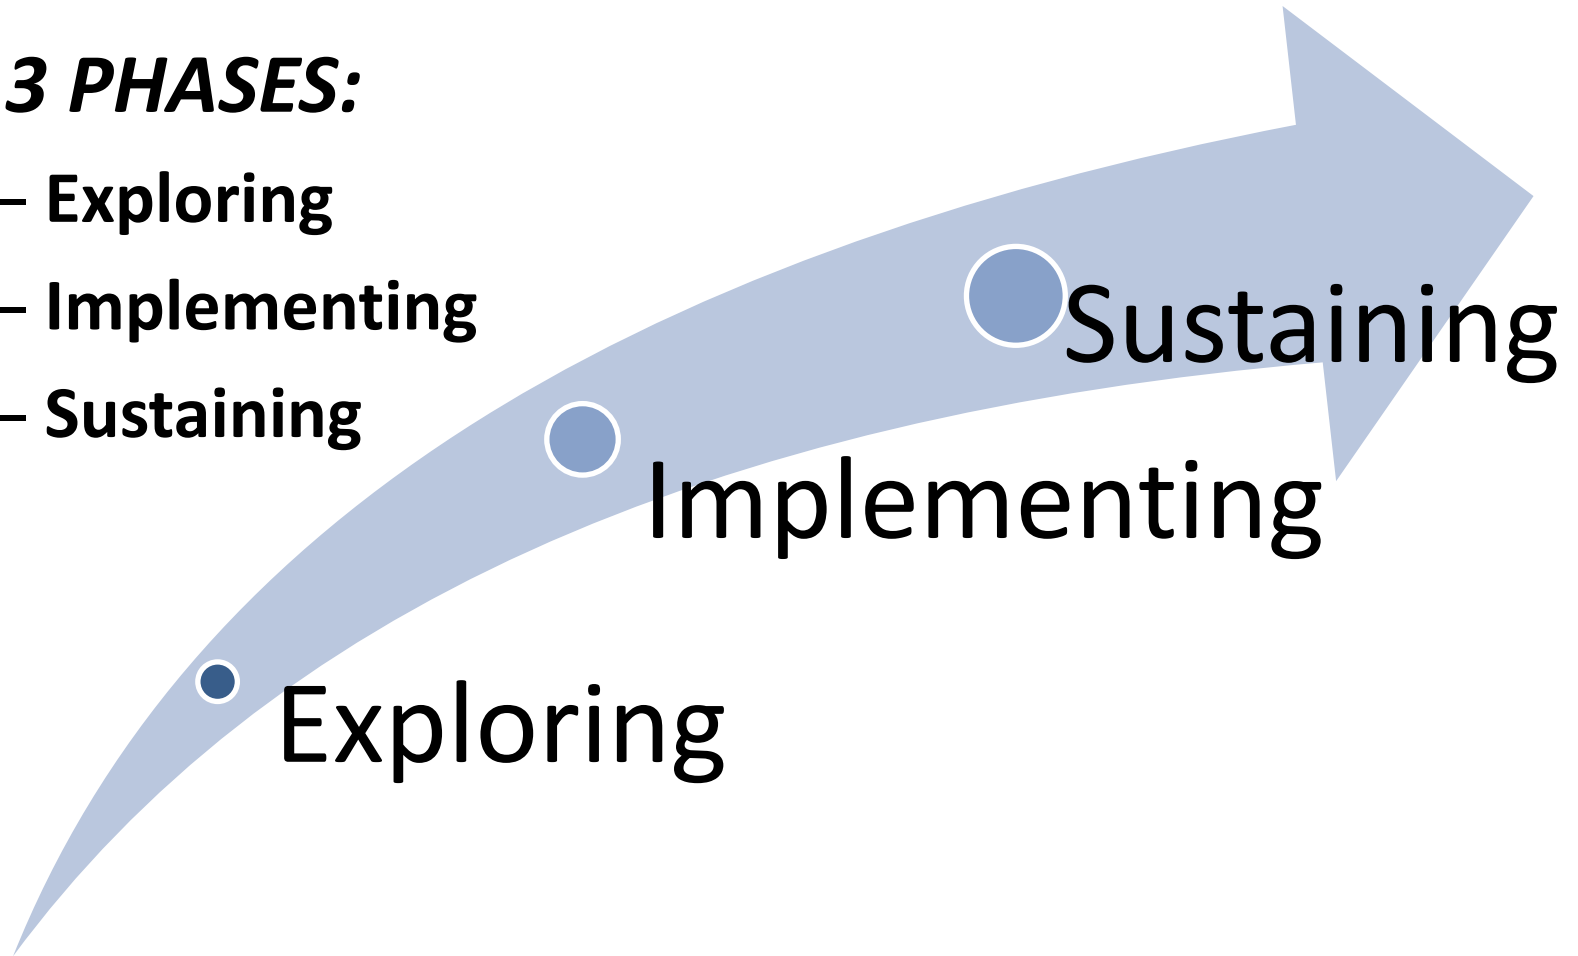 3 PHASES:
– Exploring
– Implementing
– Sustaining
Sustaining
Implementing
Exploring